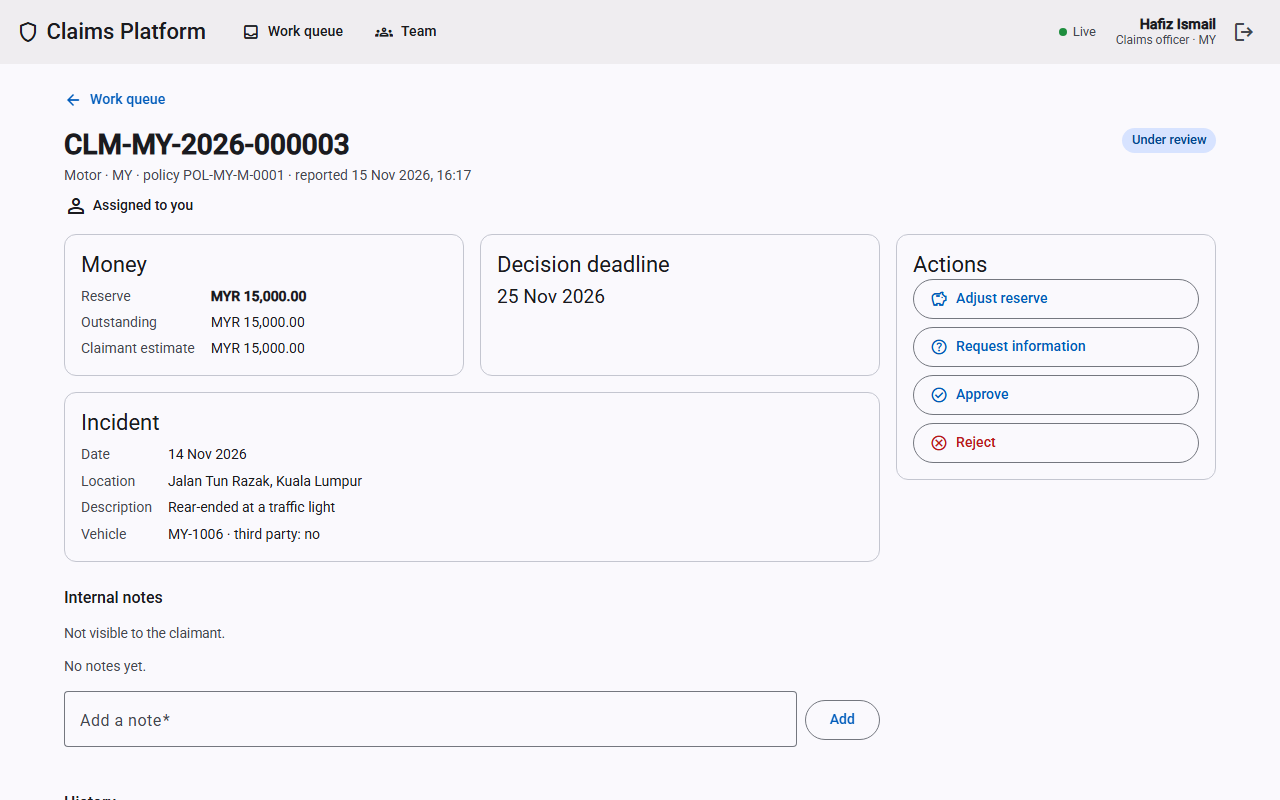 Claims Platform
Work queue
Team
Live
Hafiz Ismail
Claims officer · MY
Work queue
CLM-MY-2026-000003
Under review
Motor · MY · policy POL-MY-M-0001 · reported 15 Nov 2026, 16:17
Assigned to you
Money
Reserve MYR 15,000.00
Outstanding MYR 15,000.00
Claimant estimate MYR 15,000.00
Decision deadline
25 Nov 2026
Actions
Adjust reserve
Request information
Approve
Reject
Incident
Date 14 Nov 2026
Location Jalan Tun Razak, Kuala Lumpur
Description Rear-ended at a traffic light
Vehicle MY-1006 · third party: no
Internal notes
Not visible to the claimant.
No notes yet.
Add a note*
Add
History